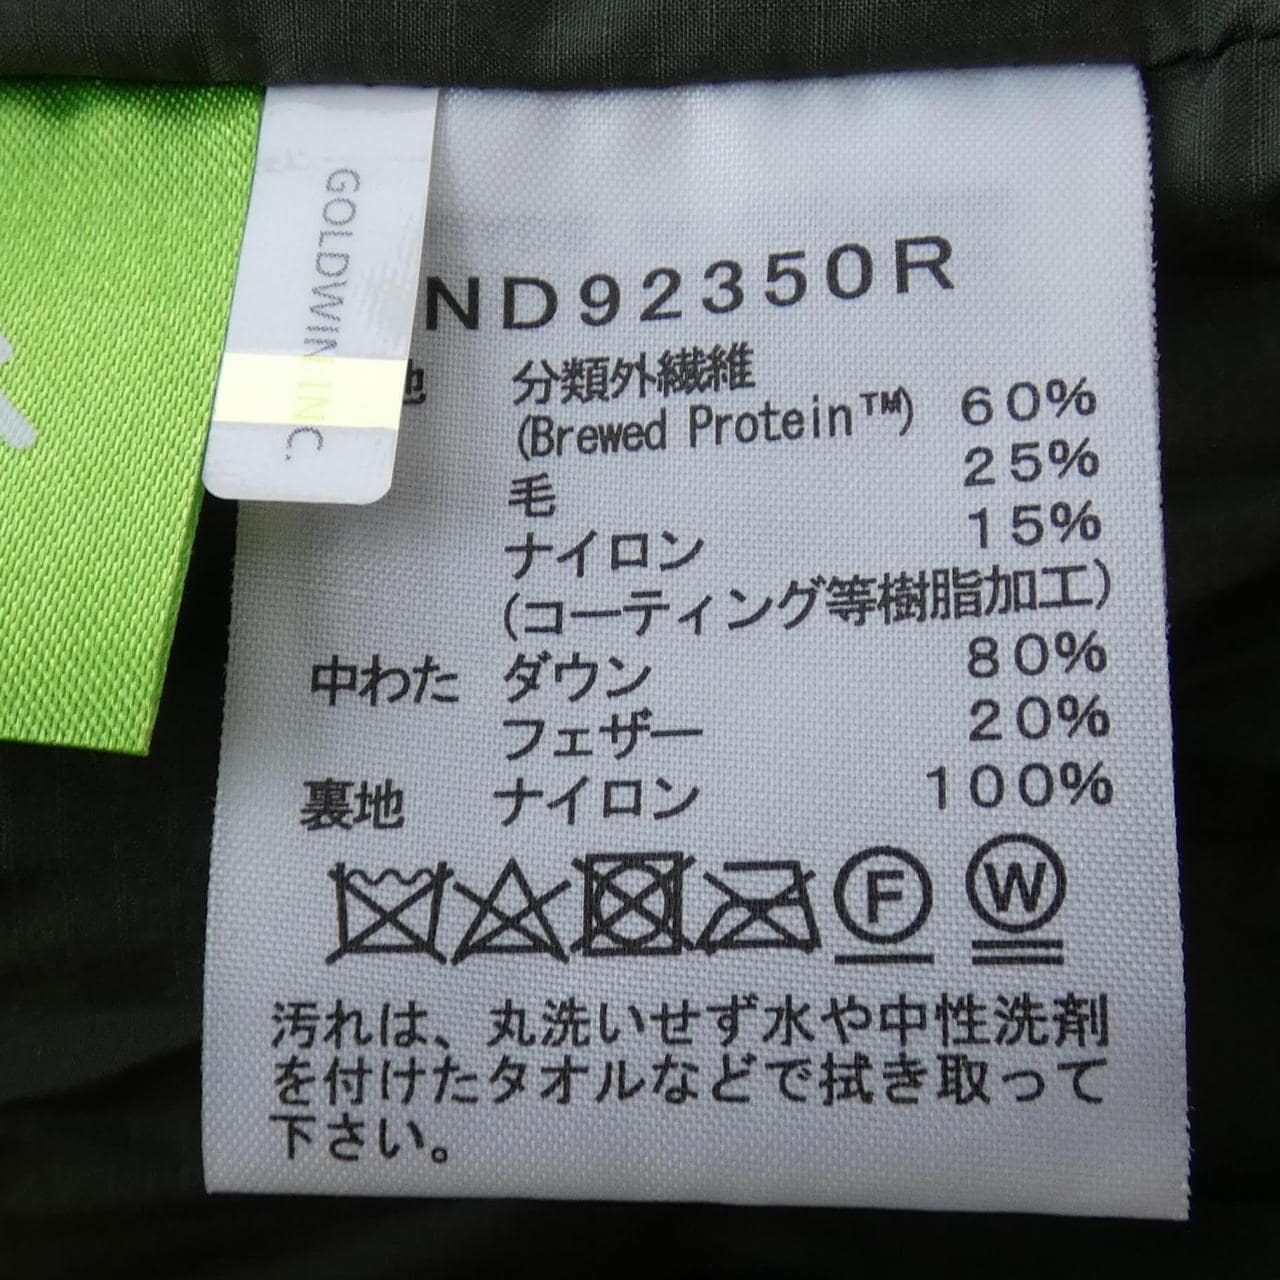 GOLDWIN INC.
ND92350R
地 分類外繊維
(Brewed Protein™) 60%
毛 25%
ナイロン 15%
(コーティング等樹脂加工)
中わた ダウン 80%
フェザー 20%
裏地 ナイロン 100%
F W
汚れは、丸洗いせず水や中性洗剤
を付けたタオルなどで拭き取って
下さい。